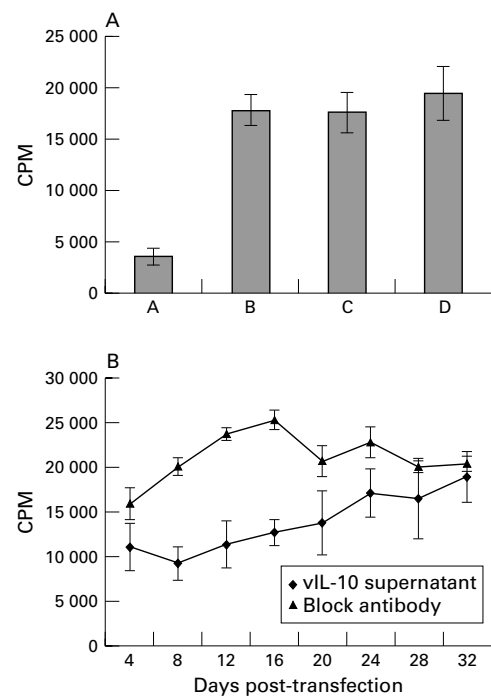 A
25 000
20 000
15 000
10 000
5 000
0
CPM
A B C D
B
30 000
25 000
20 000
15 000
10 000
5 000
0
CPM
vIL-10 supernatant
Block antibody
4 8 12 16 20 24 28 32
Days post-transfection